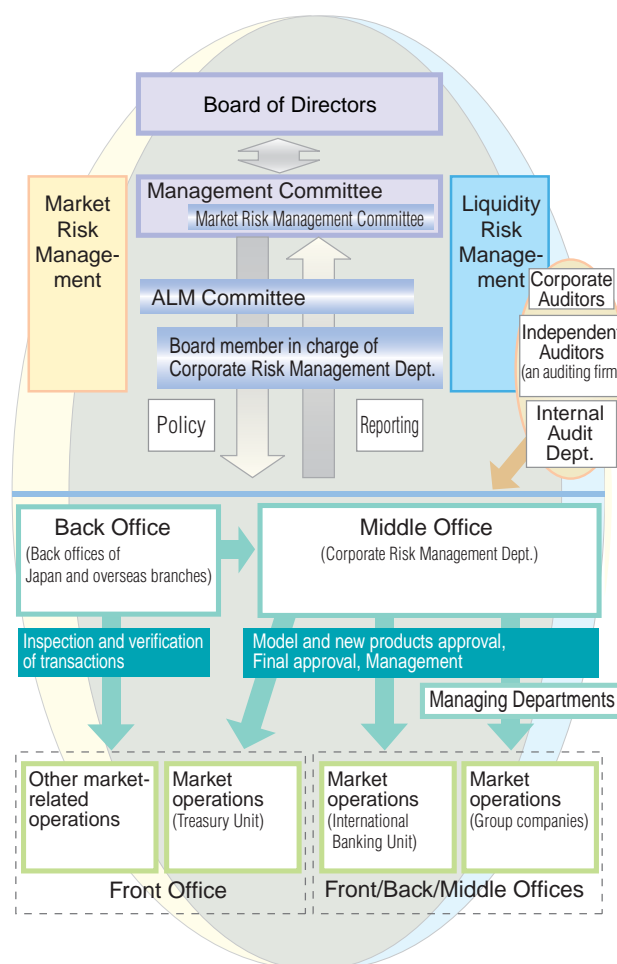 Board of Directors
Market
Risk
Manage-
ment
Management Committee
Market Risk Management Committee
Liquidity
Risk
Manage-
ment
ALM Committee
Board member in charge of
Corporate Risk Management Dept.
Policy
Reporting
Corporate
Auditors
Independent
Auditors
(an auditing firm
Internal
Audit
Dept.
Back Office
(Back offices of
Japan and overseas branches)
Middle Office
(Corporate Risk Management Dept.)
Inspection and verification
of transactions
Model and new products approval,
Final approval, Management
Managing Departments
Other market-
related
operations
Market
operations
(Treasury Unit)
Market
operations
(International
Banking Unit)
Market
operations
(Group companies)
Front Office
Front/Back/Middle Offices